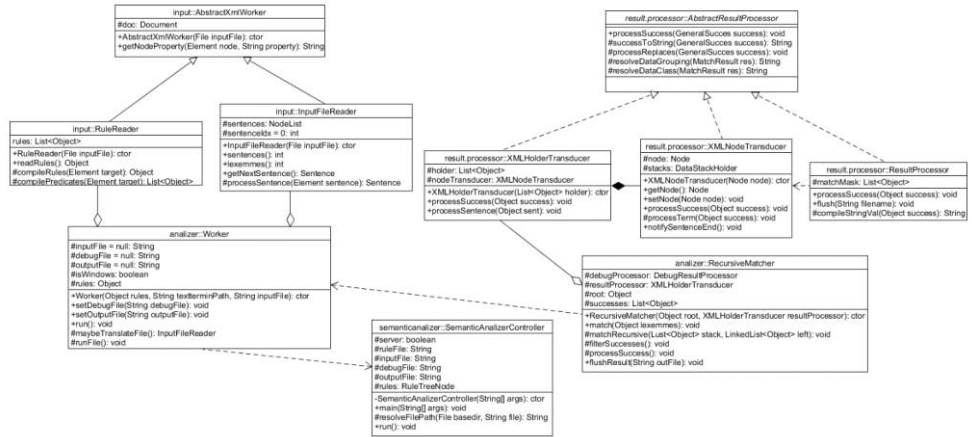 input::AbstractXmlWorker
#doc: Document
+AbstractXmlWorker(File inputFile): ctor
+getNodeProperty(Element node, String property): String
result.processor::AbstractResultProcessor
+processSuccess(GeneralSucces success): void
#successToString(GeneralSucces success): String
#processReplaces(GeneralSucces success): void
#resolveDataGrouping(MatchResult res): String
#resolveDataClass(MatchResult res): String
input::RuleReader
rules: List<Object>
+RuleReader(File inputFile): ctor
+readRules(): Object
#compileRules(Element target): Object
#compilePredicates(Element target): List<Object>
input::InputFileReader
#sentences: NodeList
#sentenceIdx = 0: int
+InputFileReader(File inputFile): ctor
+sentences(): int
+lexemmes(): int
+getNextSentence(): Sentence
#processSentence(Element sentence): Sentence
result.processor::XMLHolderTransducer
#holder: List<Object>
#nodeTransducer: XMLNodeTransducer
+XMLHolderTransducer(List<Object> holder): ctor
+processSuccess(Object success): void
+processSentence(Object sent): void
result.processor::XMLNodeTransducer
#node: Node
#stacks: DataStackHolder
+XMLNodeTransducer(Node node): ctor
+getNode(): Node
+setNode(Node node): void
+processSuccess(Object success): void
#processTerm(Object success): void
+notifySentenceEnd(): void
result.processor::ResultProcessor
#matchMask: List<Object>
+processSuccess(Object success): void
+flush(String filename): void
#compileStringVal(Object success): String
analizer::Worker
#inputFile = null: String
#debugFile = null: String
#outputFile = null: String
#isWindows: boolean
#rules: Object
+Worker(Object rules, String textterminPath, String inputFile): ctor
+setDebugFile(String debugFile): void
+setOutputFile(String outputFile): void
+run(): void
#maybeTranslateFile(): InputFileReader
#runFile(): void
analizer::RecursiveMatcher
#debugProcessor: DebugResultProcessor
#resultProcessor: XMLHolderTransducer
#root: Object
#successes: List<Object>
+RecursiveMatcher(Object root, XMLHolderTransducer resultProcessor): ctor
+match(Object lexemmes): void
#matchRecursive(Lust<Object> stack, LinkedList<Object> left): void
#filterSuccesses(): void
#processSuccess(): void
+flushResult(String outFile): void
semanticanalizer::SemanticAnalizerController
#server: boolean
#ruleFile: String
#inputFile: String
#debugFile: String
#outputFile: String
#rules: RuleTreeNode
-SemanticAnalizerController(String[] args): ctor
+main(String[] args): void
#resolveFilePath(File basedir, String file): String
+run(): void